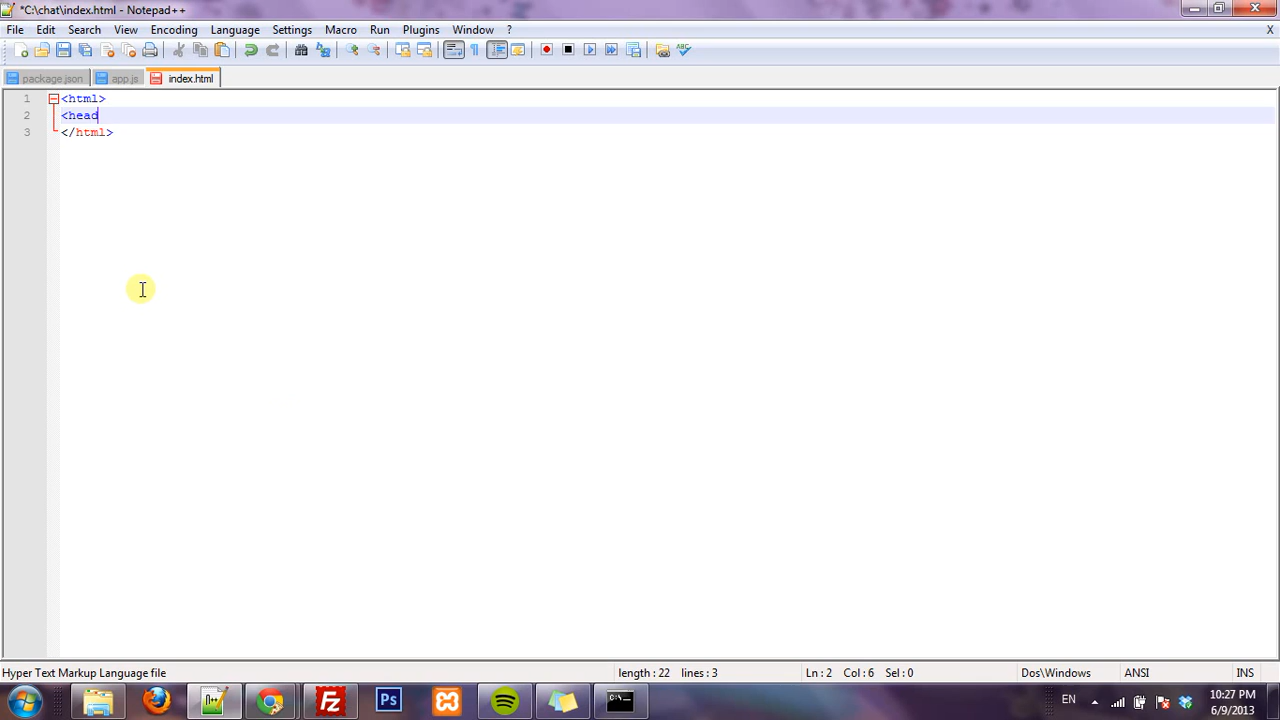 *C:\chat\index.html - Notepad++
File Edit Search View Encoding Language Settings Macro Run Plugins Window ? X
package.json app.js index.html
1 <html>
2 <head
3 </html>
Hyper Text Markup Language file length : 22 lines : 3 Ln : 2 Col : 6 Sel : 0 Dos\Windows ANSI INS
EN 10:27 PM
6/9/2013